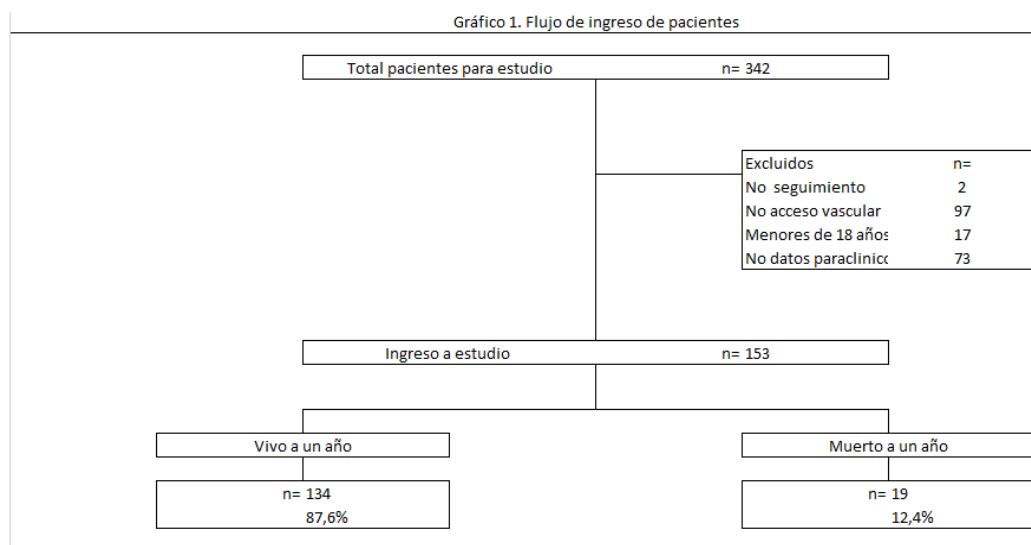 Gráfico 1. Flujo de ingreso de pacientes
Total pacientes para estudio n= 342
Excluidos n=
No seguimiento 2
No acceso vascular 97
Menores de 18 años 17
No datos paraclinic 73
Ingreso a estudio n= 153
Vivo a un año
Muerto a un año
n= 134
87,6%
n= 19
12,4%